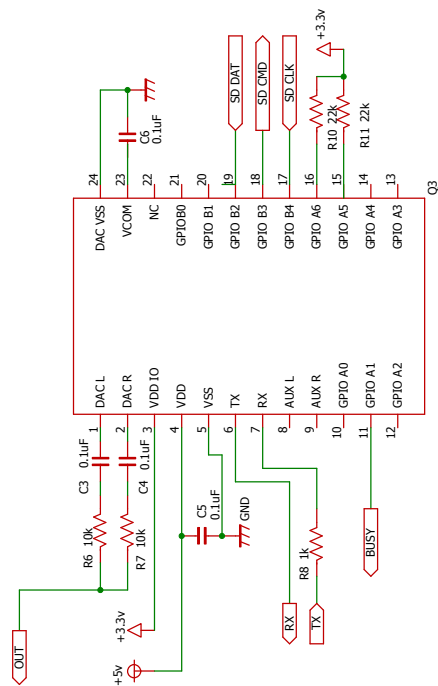 +3.3v
SD DAT
SD CMD
SD CLK
R10 22k
R11 22k
C6
0.1uF
24
23
22
21
20
19
18
17
16
15
14
13
DAC VSS
VCOM
NC
GPIOB0
GPIO B1
GPIO B2
GPIO B3
GPIO B4
GPIO A6
GPIO A5
GPIO A4
GPIO A3
Q3
DAC L
DAC R
VDD IO
VDD
VSS
TX
RX
AUX L
AUX R
GPIO A0
GPIO A1
GPIO A2
1
2
3
4
5
6
7
8
9
10
11
12
0.1uF
C3
0.1uF
C4
R6 10k
R7 10k
C5
0.1uF
GND
R8 1k
BUSY
OUT
+3.3v
+5v
RX
TX